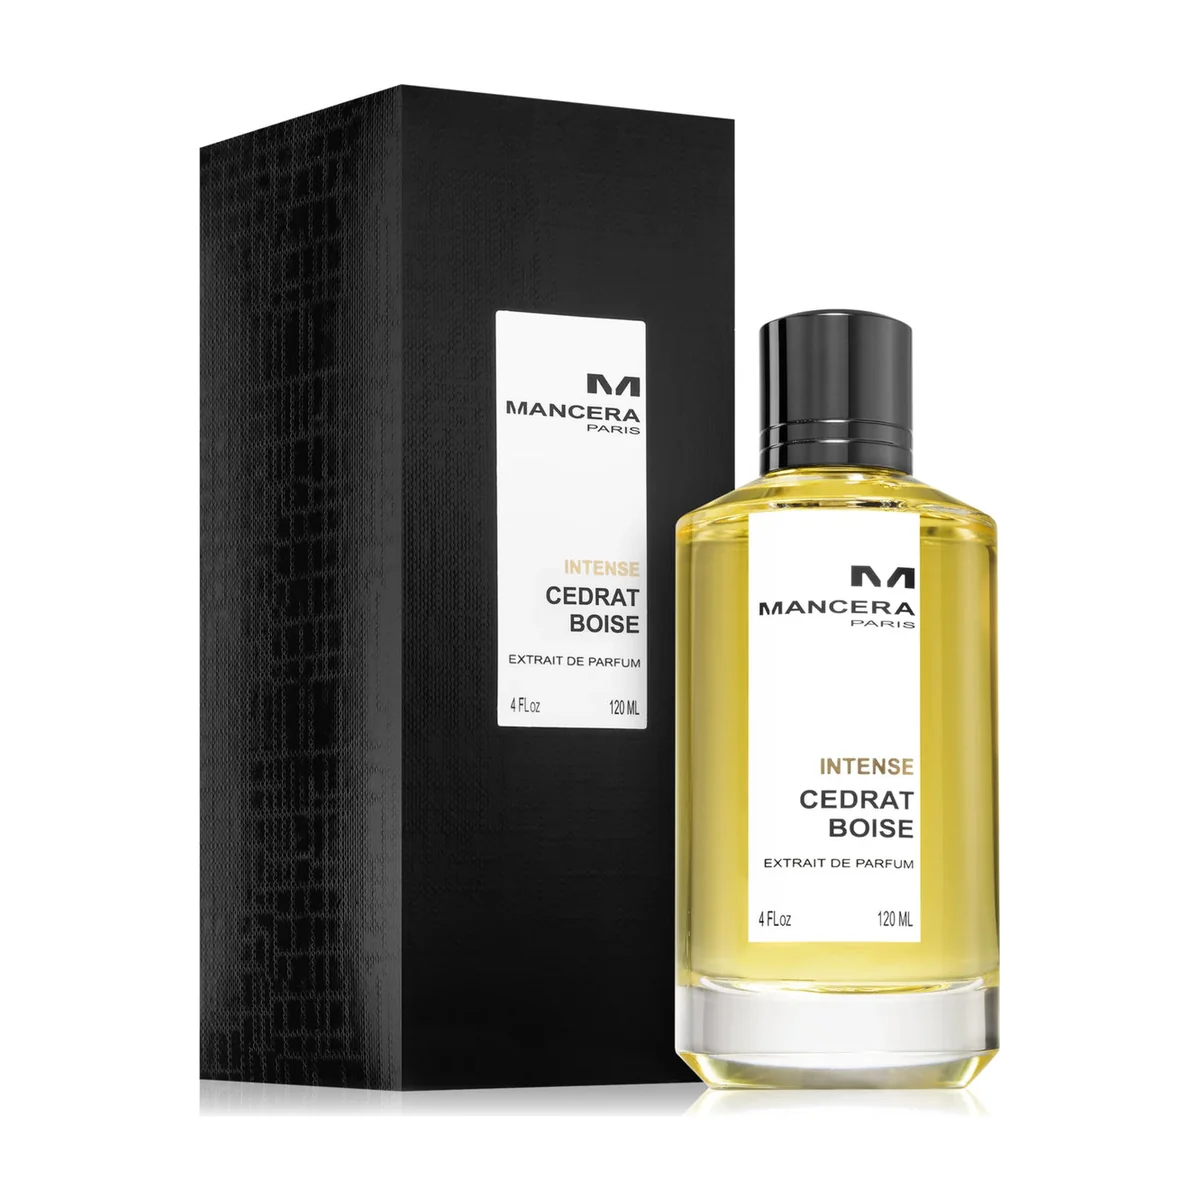 M
MANCERA
PARIS
INTENSE
CEDRAT
BOISE
EXTRAIT DE PARFUM
4 FLoz 120 ML
M
MANCERA
PARIS
INTENSE
CEDRAT
BOISE
EXTRAIT DE PARFUM
4 FLoz 120 ML